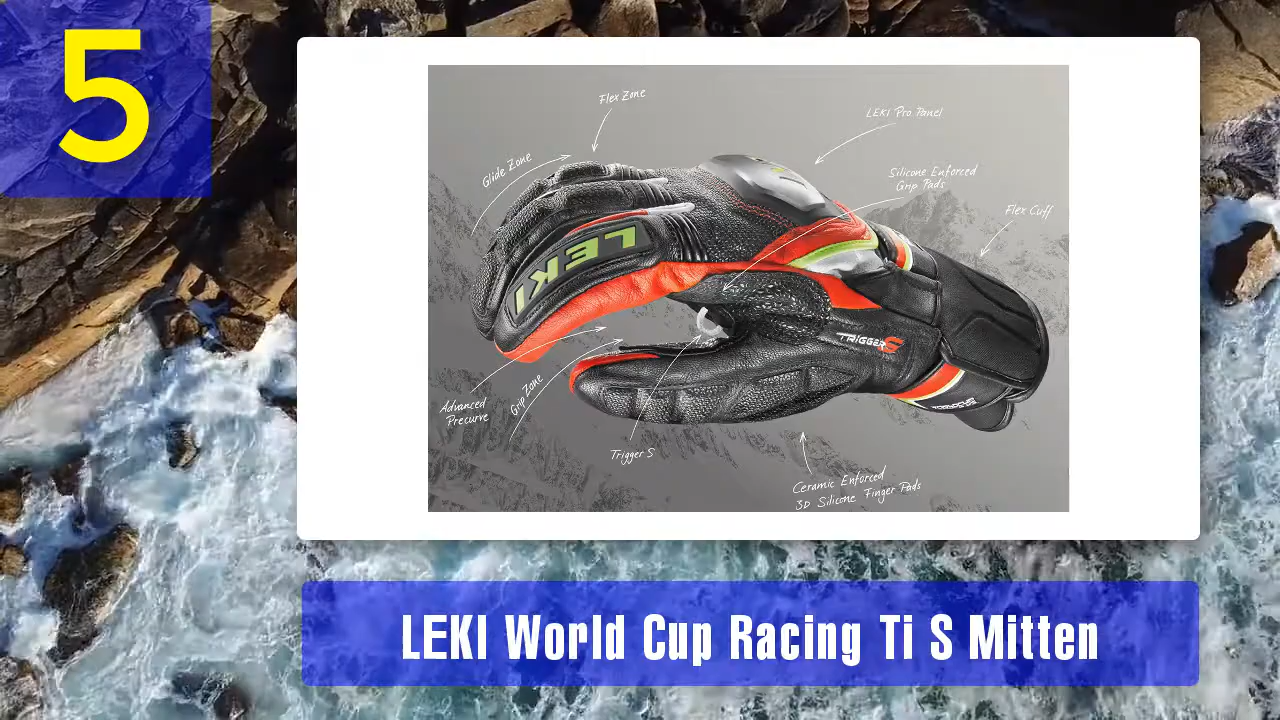 5
Flex Zone
LEKI Pro Panel
Glide Zone
Silicone Enforced
Grip Pads
Flex Cuff
LEKI
TRIGGER S
Advanced
Precurve
Grip Zone
Trigger S
Ceramic Enforced
3D Silicone Finger Pads
LEKI World Cup Racing Ti S Mitten